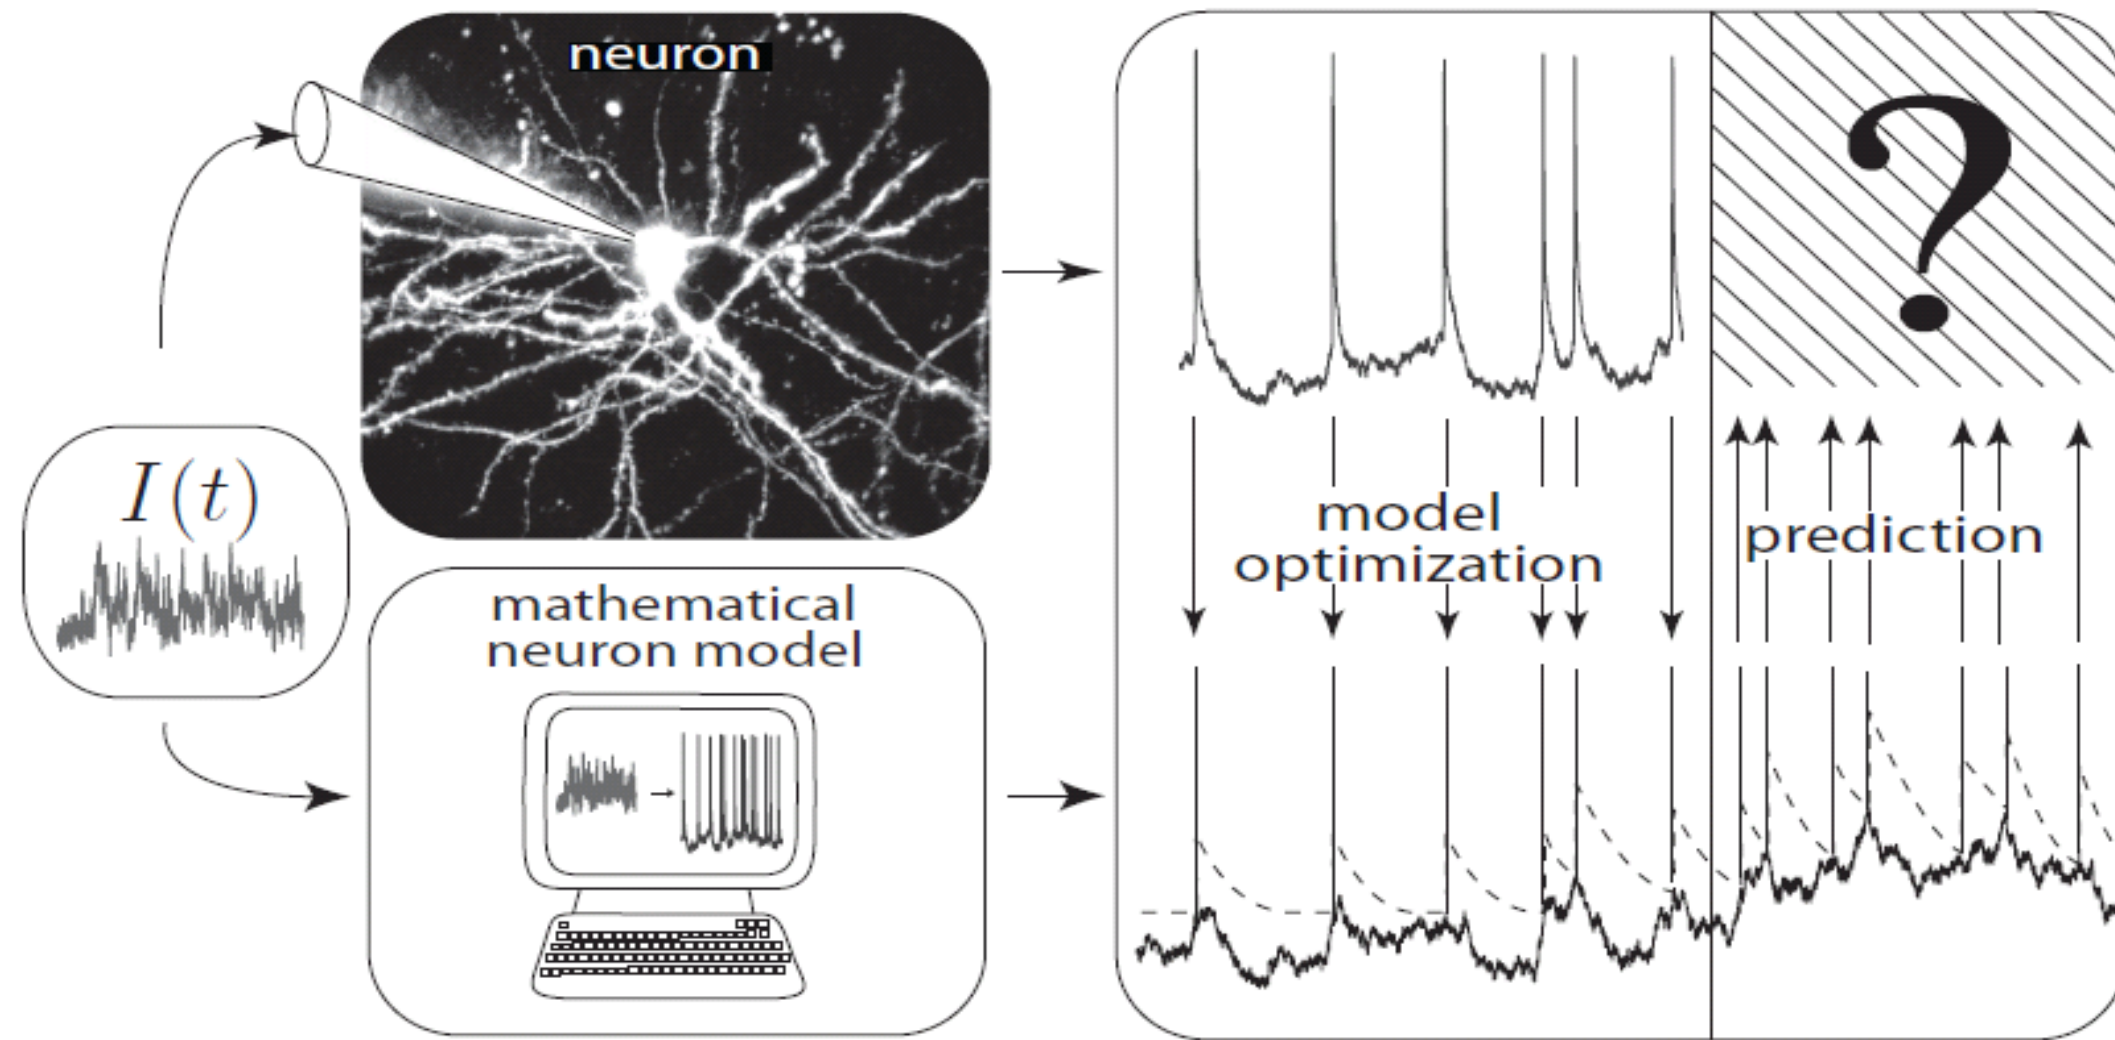 neuron
I(t)
mathematical
neuron model
model
optimization
prediction
?